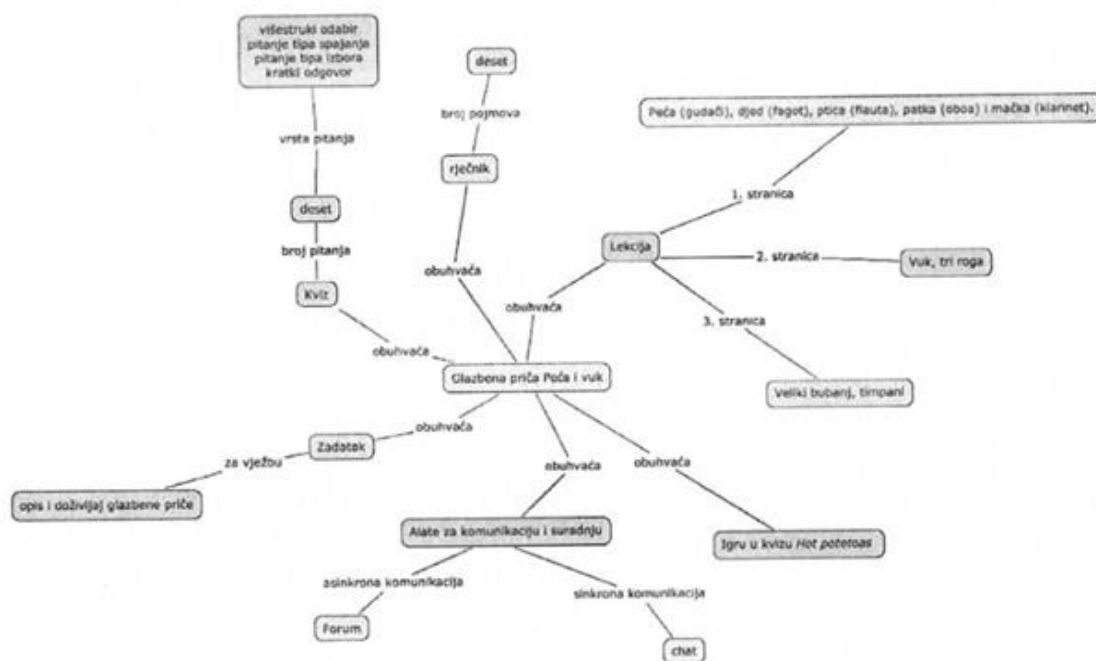 višestruki odabir
pitanje tipa spajanja
pitanje tipa izbora
kratki odgovor
vrsta pitanja
deset
broj pitanja
Kviz
obuhvaća
deset
broj pojmova
rječnik
obuhvaća
Peća (gudači), djed (fagot), ptica (flauta), patka (oboa) i mačka (klarinet).
1. stranica
Lekcija
2. stranica
Vuk, tri roga
3. stranica
Veliki bubanj, timpani
obuhvaća
Glazbena priča Peća i vuk
obuhvaća
Zadatak
za vježbu
opis i doživljaj glazbene priče
obuhvaća
Alate za komunikaciju i suradnju
asinkrona komunikacija
Forum
sinkrona komunikacija
chat
obuhvaća
Igru u kvizu Hot potetoas